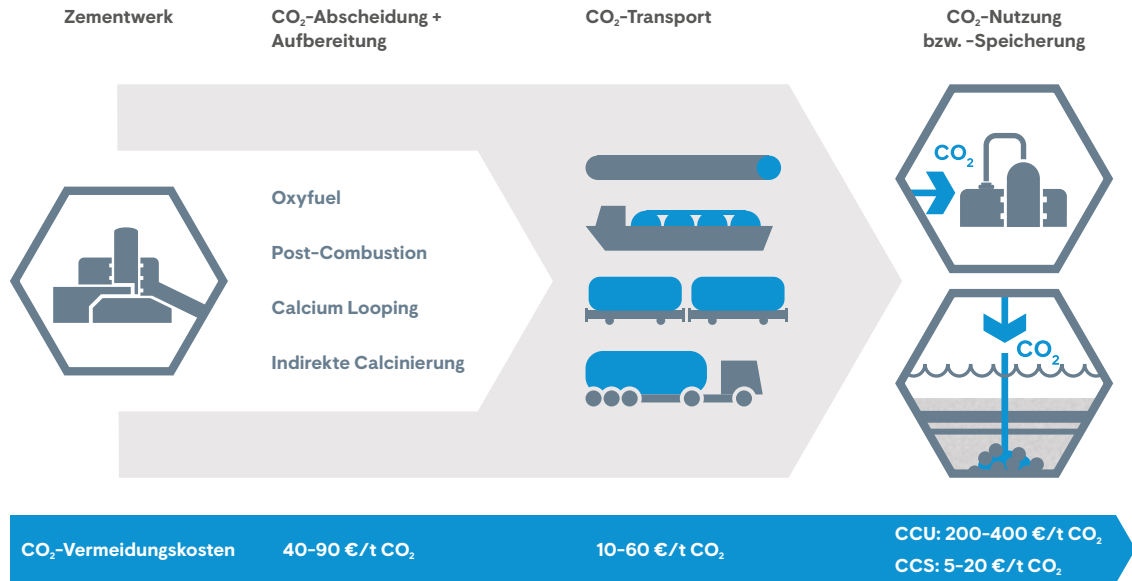 Zementwerk
CO₂-Abscheidung +
Aufbereitung
CO₂-Transport
CO₂-Nutzung
bzw. -Speicherung
Oxyfuel
Post-Combustion
Calcium Looping
Indirekte Calcinierung
CO₂
CO₂
CO₂-Vermeidungskosten
40-90 €/t CO₂
10-60 €/t CO₂
CCU: 200-400 €/t CO₂
CCS: 5-20 €/t CO₂